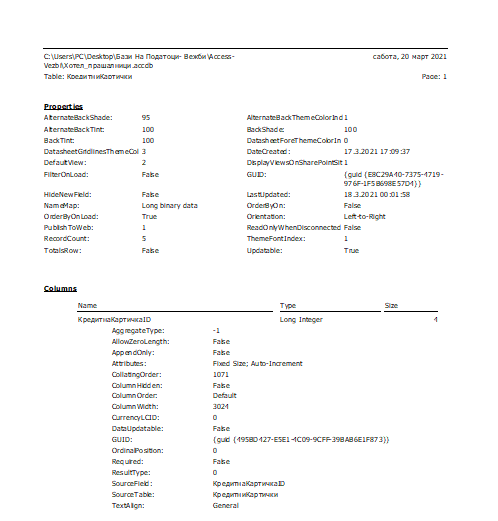 C:\Users\PC\Desktop\Бази На Податоци- Вежби\Access- сабота, 20 март 2021
Vezbi\Хотел_прашалници.accdb
Table: КредитниКартички Page: 1
Properties
AlternateBackShade: 95 AlternateBackThemeColorInd 1
AlternateBackTint: 100 BackShade: 100
BackTint: 100 DatasheetForeThemeColorIn 0
DatasheetGridlinesThemeCol 3 DateCreated: 17.3.2021 17:09:37
DefaultView: 2 DisplayViewsOnSharePointSit 1
FilterOnLoad: False GUID: {guid {E8C29A40-7375-4719-
976F-1F5B698E57D4}}
HideNewField: False LastUpdated: 18.3.2021 00:01:58
NameMap: Long binary data OrderByOn: False
OrderByOnLoad: True Orientation: Left-to-Right
PublishToWeb: 1 ReadOnlyWhenDisconnected False
RecordCount: 5 ThemeFontIndex: 1
TotalsRow: False Updatable: True
Columns
Name Type Size
КредитнаКартичкаID Long Integer 4
AggregateType: -1
AllowZeroLength: False
AppendOnly: False
Attributes: Fixed Size; Auto-Increment
CollatingOrder: 1071
ColumnHidden: False
ColumnOrder: Default
ColumnWidth: 3024
CurrencyLCID: 0
DataUpdatable: False
GUID: {guid {495BD427-E5E1-4C09-9CFF-39BAB6E1F873}}
OrdinalPosition: 0
Required: False
ResultType: 0
SourceField: КредитнаКартичкаID
SourceTable: КредитниКартички
TextAlign: General